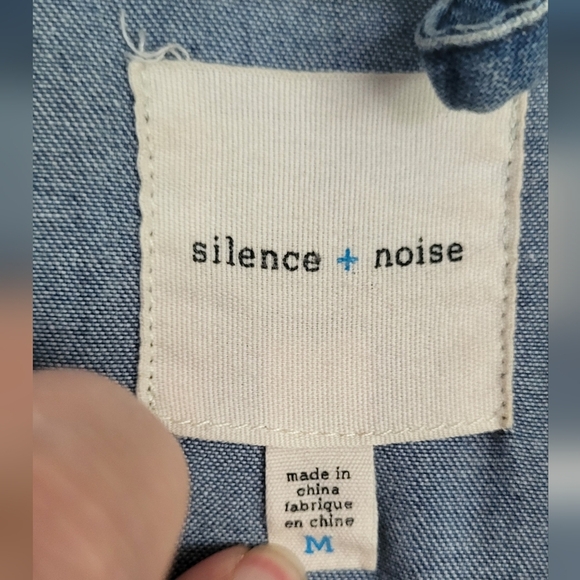 silence + noise
made in
china
fabrique
en chine
M